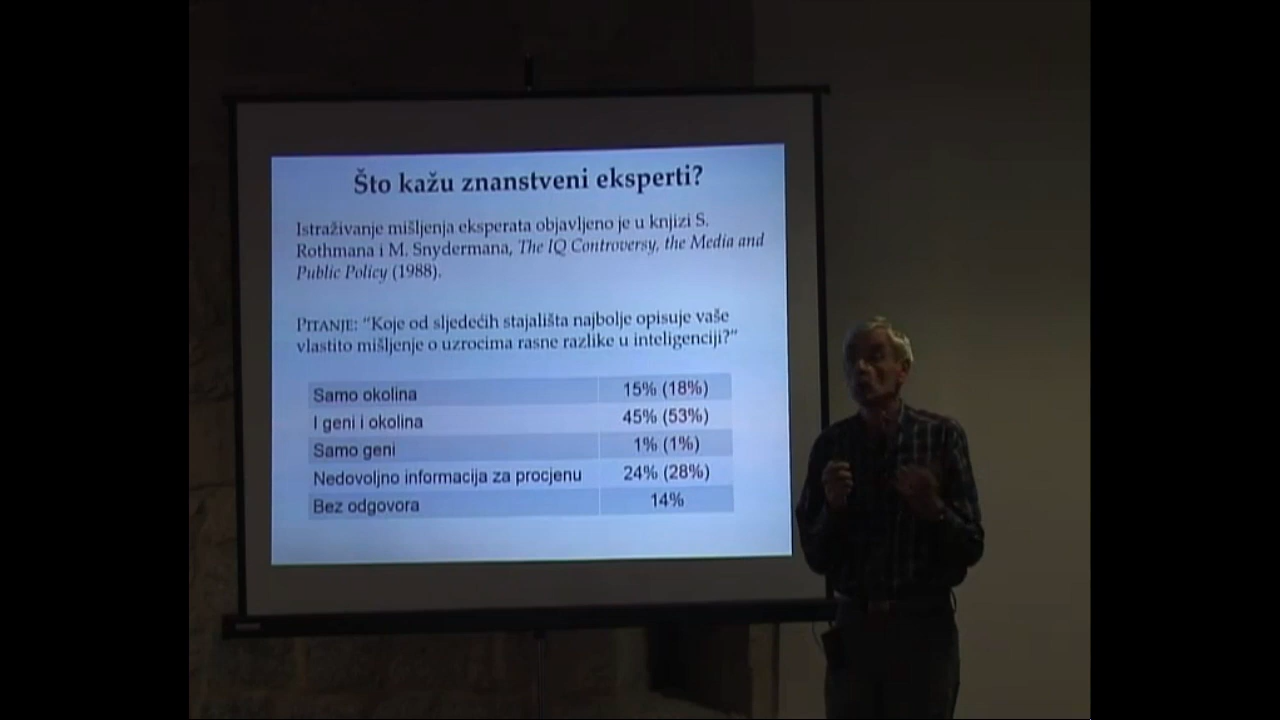 Što kažu znanstveni eksperti?
Istraživanje mišljenja eksperata objavljeno je u knjizi S.
Rothmana i M. Snydermana, The IQ Controversy, the Media and
Public Policy (1988).
PITANJE: “Koje od sljedećih stajališta najbolje opisuje vaše
vlastito mišljenje o uzrocima rasne razlike u inteligenciji?”
Samo okolina 15% (18%)
I geni i okolina 45% (53%)
Samo geni 1% (1%)
Nedovoljno informacija za procjenu 24% (28%)
Bez odgovora 14%